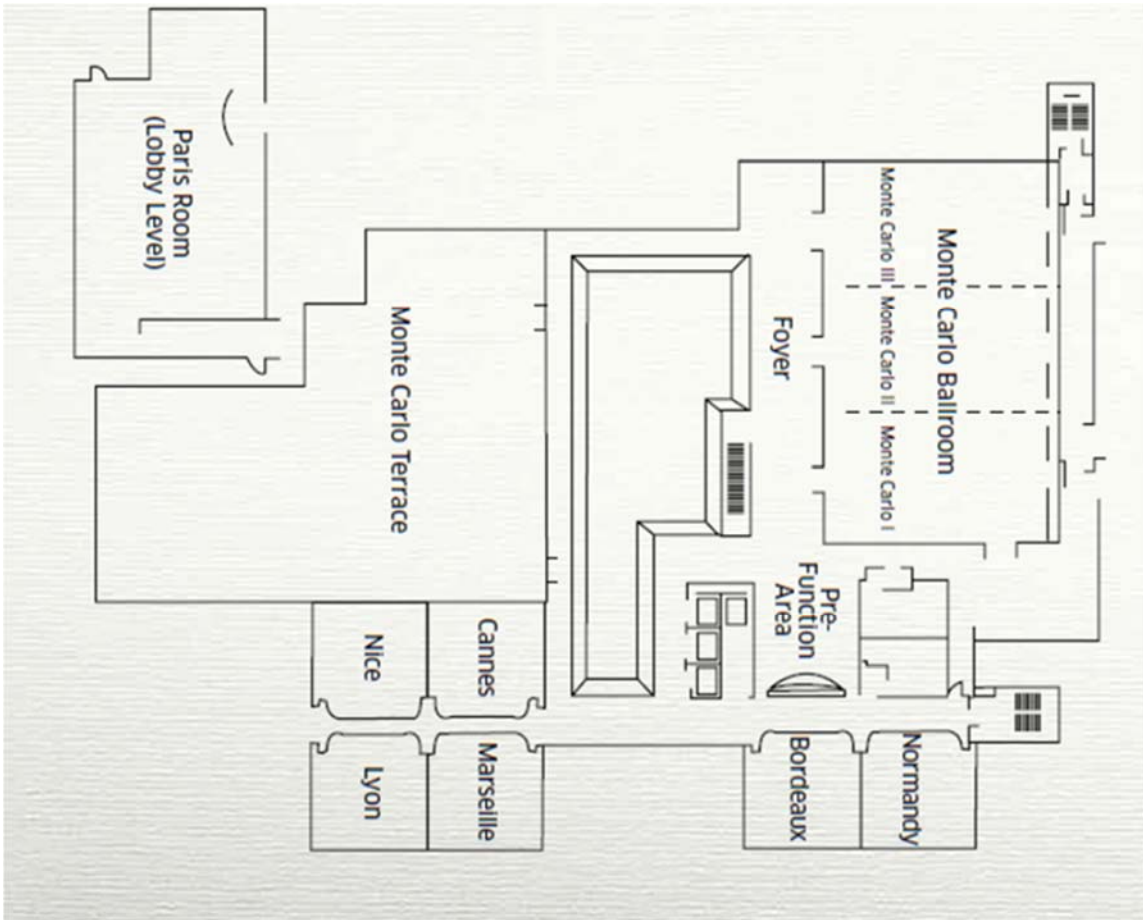 Paris Room
(Lobby Level)
Monte Carlo Terrace
Foyer
Monte Carlo Ballroom
Monte Carlo III
Monte Carlo II
Monte Carlo I
Pre-
Function
Area
Nice
Cannes
Lyon
Marseille
Bordeaux
Normandy